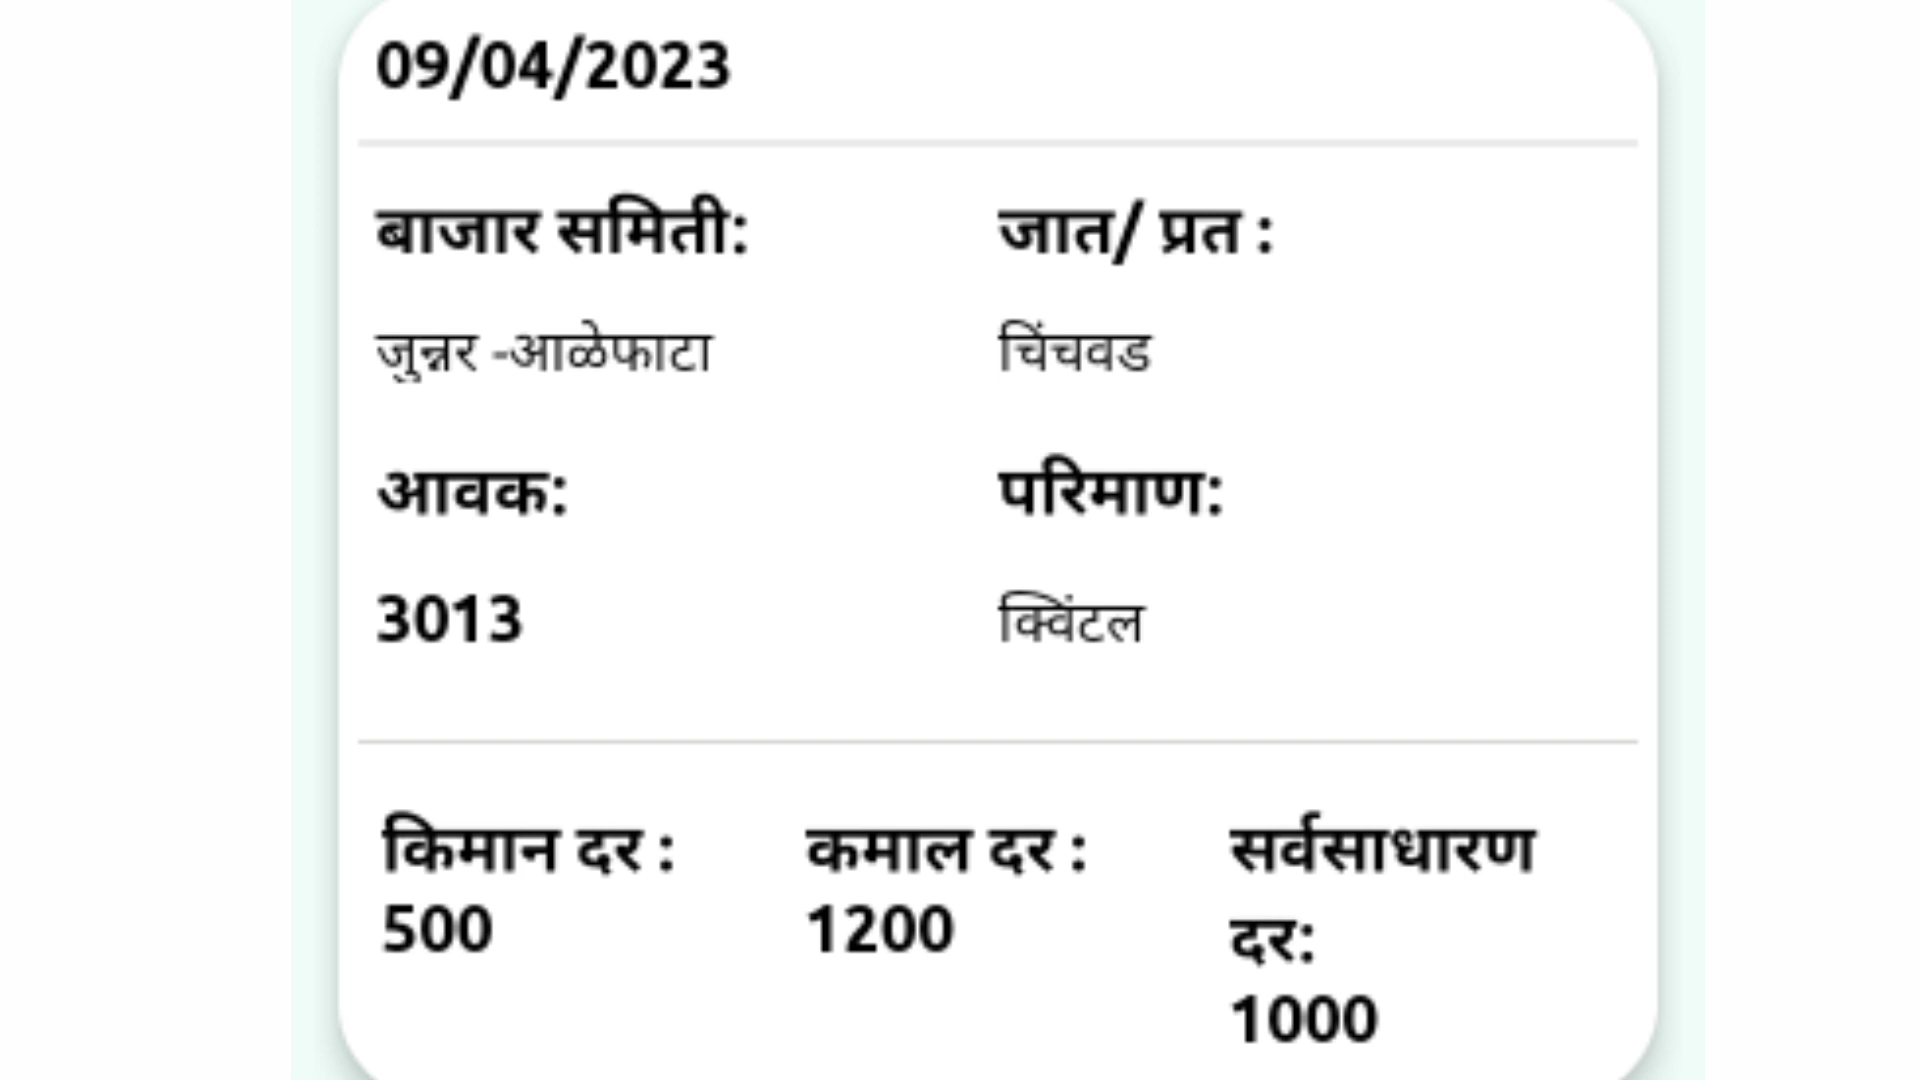 09/04/2023
बाजार समिती: जात/ प्रत :
जुन्नर -आळेफाटा चिंचवड
आवक: परिमाण:
3013 क्विंटल
किमान दर : कमाल दर : सर्वसाधारण
500 1200 दर:
1000